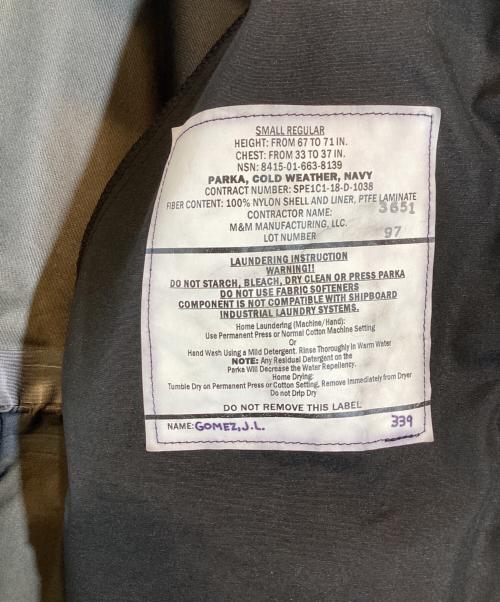 SMALL REGULAR
HEIGHT: FROM 67 TO 71 IN.
CHEST: FROM 33 TO 37 IN.
NSN: 8415-01-663-8139
PARKA, COLD WEATHER, NAVY
CONTRACT NUMBER: SPE1C1-18-D-1038
FIBER CONTENT: 100% NYLON SHELL AND LINER, PTFE LAMINATE
CONTRACTOR NAME: 3651
M&M MANUFACTURING, LLC.
LOT NUMBER 97
LAUNDERING INSTRUCTION
WARNING!!
DO NOT STARCH, BLEACH, DRY CLEAN OR PRESS PARKA
DO NOT USE FABRIC SOFTENERS
COMPONENT IS NOT COMPATIBLE WITH SHIPBOARD
INDUSTRIAL LAUNDRY SYSTEMS.
Home Laundering (Machine/Hand):
Use Permanent Press or Normal Cotton Machine Setting
Or
Hand Wash Using a Mild Detergent. Rinse Thoroughly in Warm Water
NOTE: Any Residual Detergent on the
Parka Will Decrease the Water Repellency.
Home Drying:
Tumble Dry on Permanent Press or Cotton Setting, Remove Immediately from Dryer
Do not Drip Dry
DO NOT REMOVE THIS LABEL
NAME: GOMEZ, J.L. 339